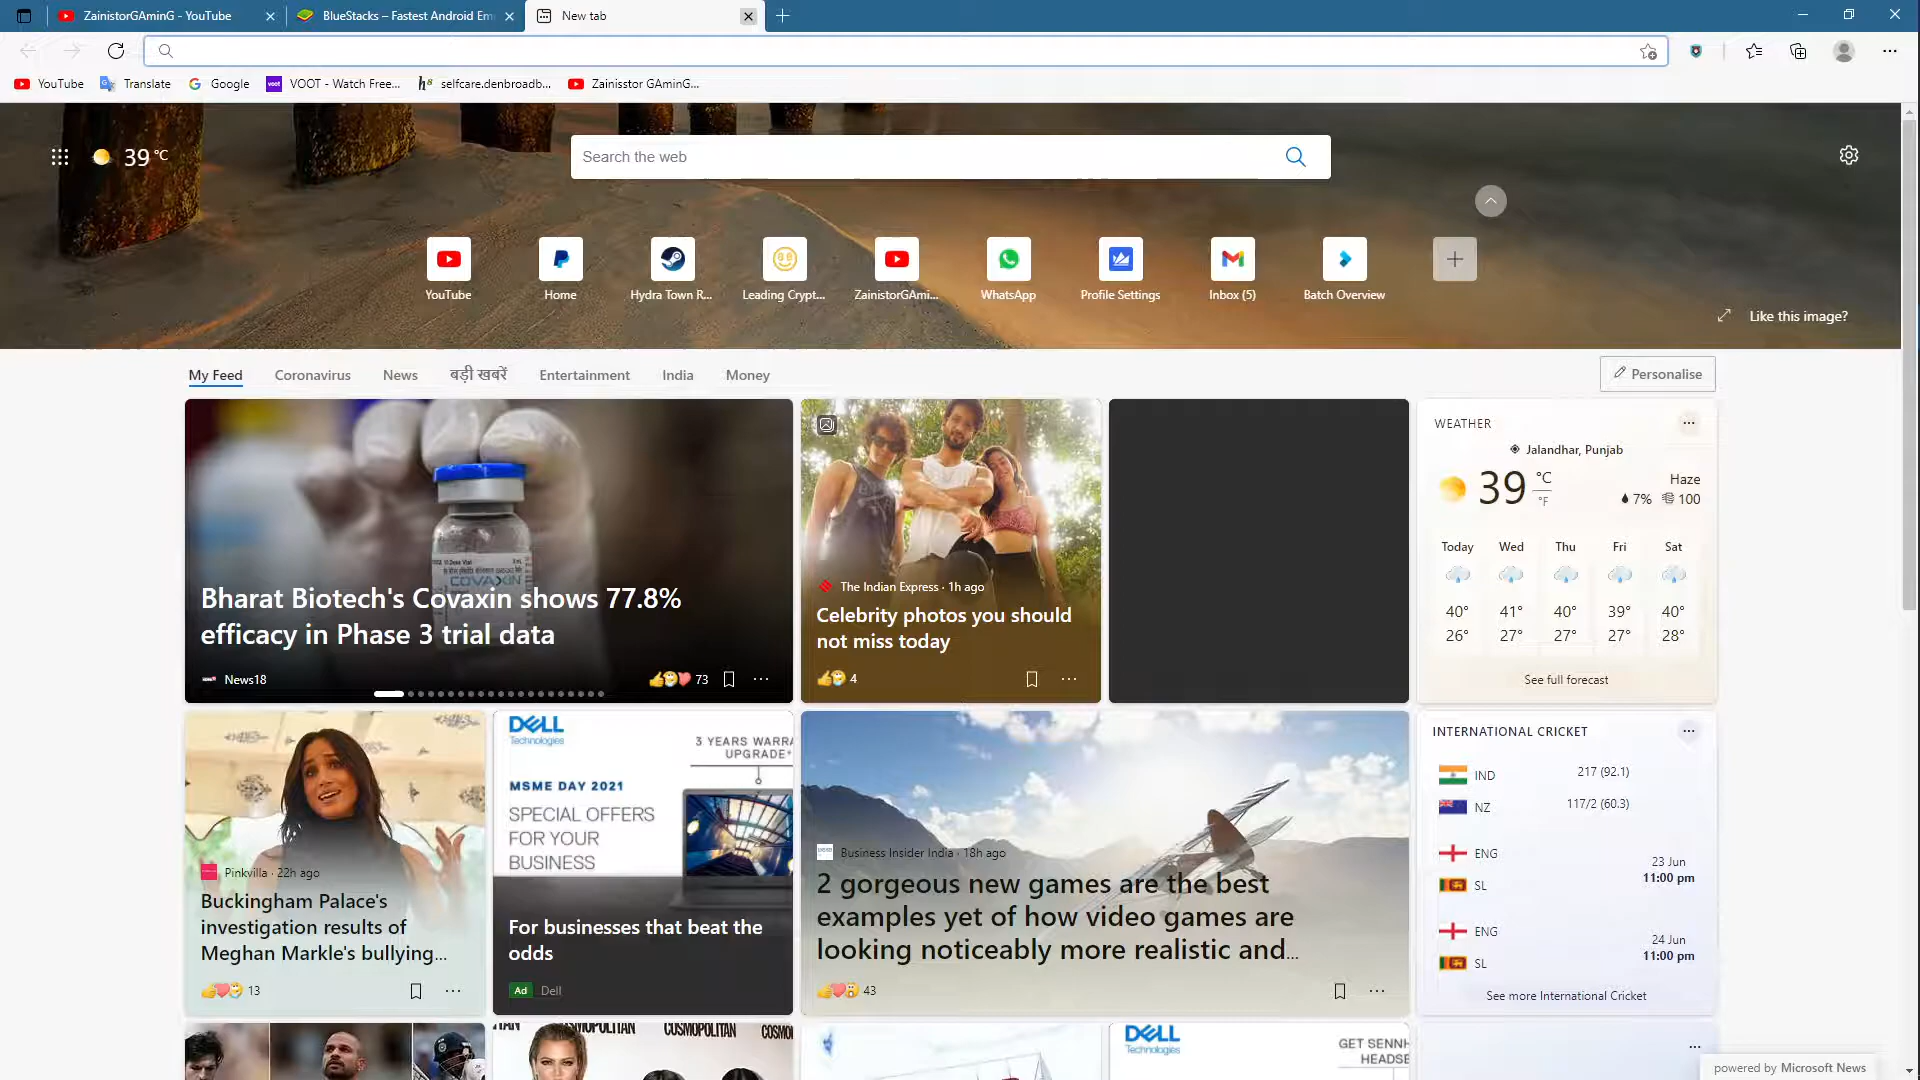 ZainistorGAminG - YouTube
BlueStacks – Fastest Android Em
New tab
YouTube
Translate
Google
VOOT - Watch Free...
selfcare.denbroadb...
Zainisstor GAminG...
39 °C
Search the web
YouTube
Home
Hydra Town R...
Leading Crypt...
ZainistorGAmi...
WhatsApp
Profile Settings
Inbox (5)
Batch Overview
Like this image?
My Feed
Coronavirus
News
बड़ी खबरें
Entertainment
India
Money
Personalise
COVAXIN
Bharat Biotech's Covaxin shows 77.8%
efficacy in Phase 3 trial data
News18
73
The Indian Express · 1h ago
Celebrity photos you should
not miss today
4
WEATHER
Jalandhar, Punjab
39 °C
°F
Haze
7% 100
Today Wed Thu Fri Sat
40° 41° 40° 39° 40°
26° 27° 27° 27° 28°
See full forecast
Pinkvilla · 22h ago
Buckingham Palace's
investigation results of
Meghan Markle's bullying...
13
DELL
Technologies
3 YEARS WARRA
UPGRADE+
MSME DAY 2021
SPECIAL OFFERS
FOR YOUR
BUSINESS
For businesses that beat the
odds
Ad Dell
Business Insider India · 18h ago
2 gorgeous new games are the best
examples yet of how video games are
looking noticeably more realistic and...
43
INTERNATIONAL CRICKET
IND 217 (92.1)
NZ 117/2 (60.3)
ENG
23 Jun
11:00 pm
SL
ENG
24 Jun
11:00 pm
SL
See more International Cricket
COSMOPOLITAN
DELL
Technologies
GET SENNH
HEADSE
powered by Microsoft News